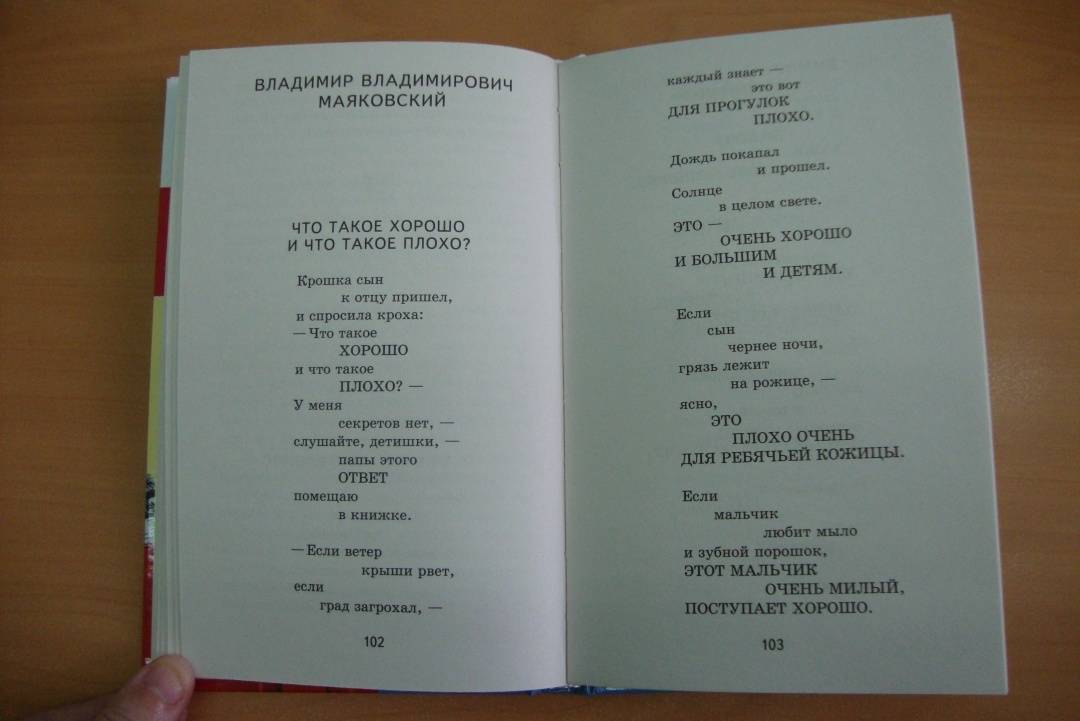 ВЛАДИМИР ВЛАДИМИРОВИЧ
МАЯКОВСКИЙ
ЧТО ТАКОЕ ХОРОШО
И ЧТО ТАКОЕ ПЛОХО?
Крошка сын
к отцу пришел,
и спросила кроха:
— Что такое
ХОРОШО
и что такое
ПЛОХО? —
У меня
секретов нет, —
слушайте, детишки, —
папы этого
ОТВЕТ
помещаю
в книжке.
— Если ветер
крыши рвет,
если
град загрохал, —
102
каждый знает —
это вот
ДЛЯ ПРОГУЛОК
ПЛОХО.
Дождь покапал
и прошел.
Солнце
в целом свете.
ЭТО —
ОЧЕНЬ ХОРОШО
И БОЛЬШИМ
И ДЕТЯМ.
Если
сын
чернее ночи,
грязь лежит
на рожице, —
ясно,
ЭТО
ПЛОХО ОЧЕНЬ
ДЛЯ РЕБЯЧЬЕЙ КОЖИЦЫ.
Если
мальчик
любит мыло
и зубной порошок,
ЭТОТ МАЛЬЧИК
ОЧЕНЬ МИЛЫЙ,
ПОСТУПАЕТ ХОРОШО.
103